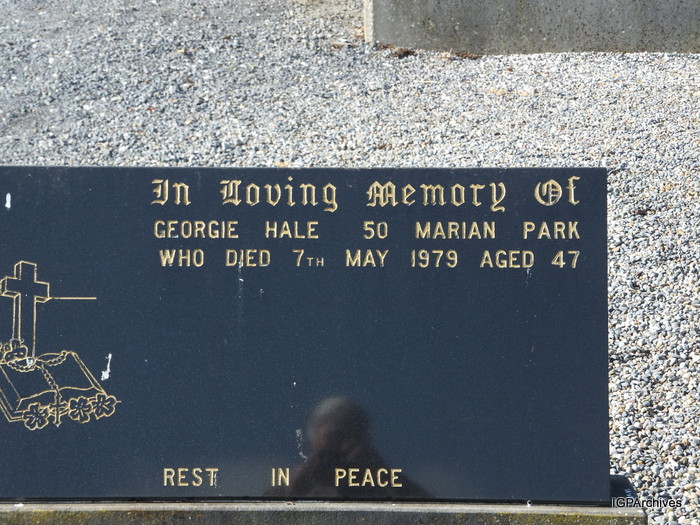 In Loving Memory Of
GEORGIE HALE 50 MARIAN PARK
WHO DIED 7TH MAY 1979 AGED 47
REST IN PEACE
IGPArchives